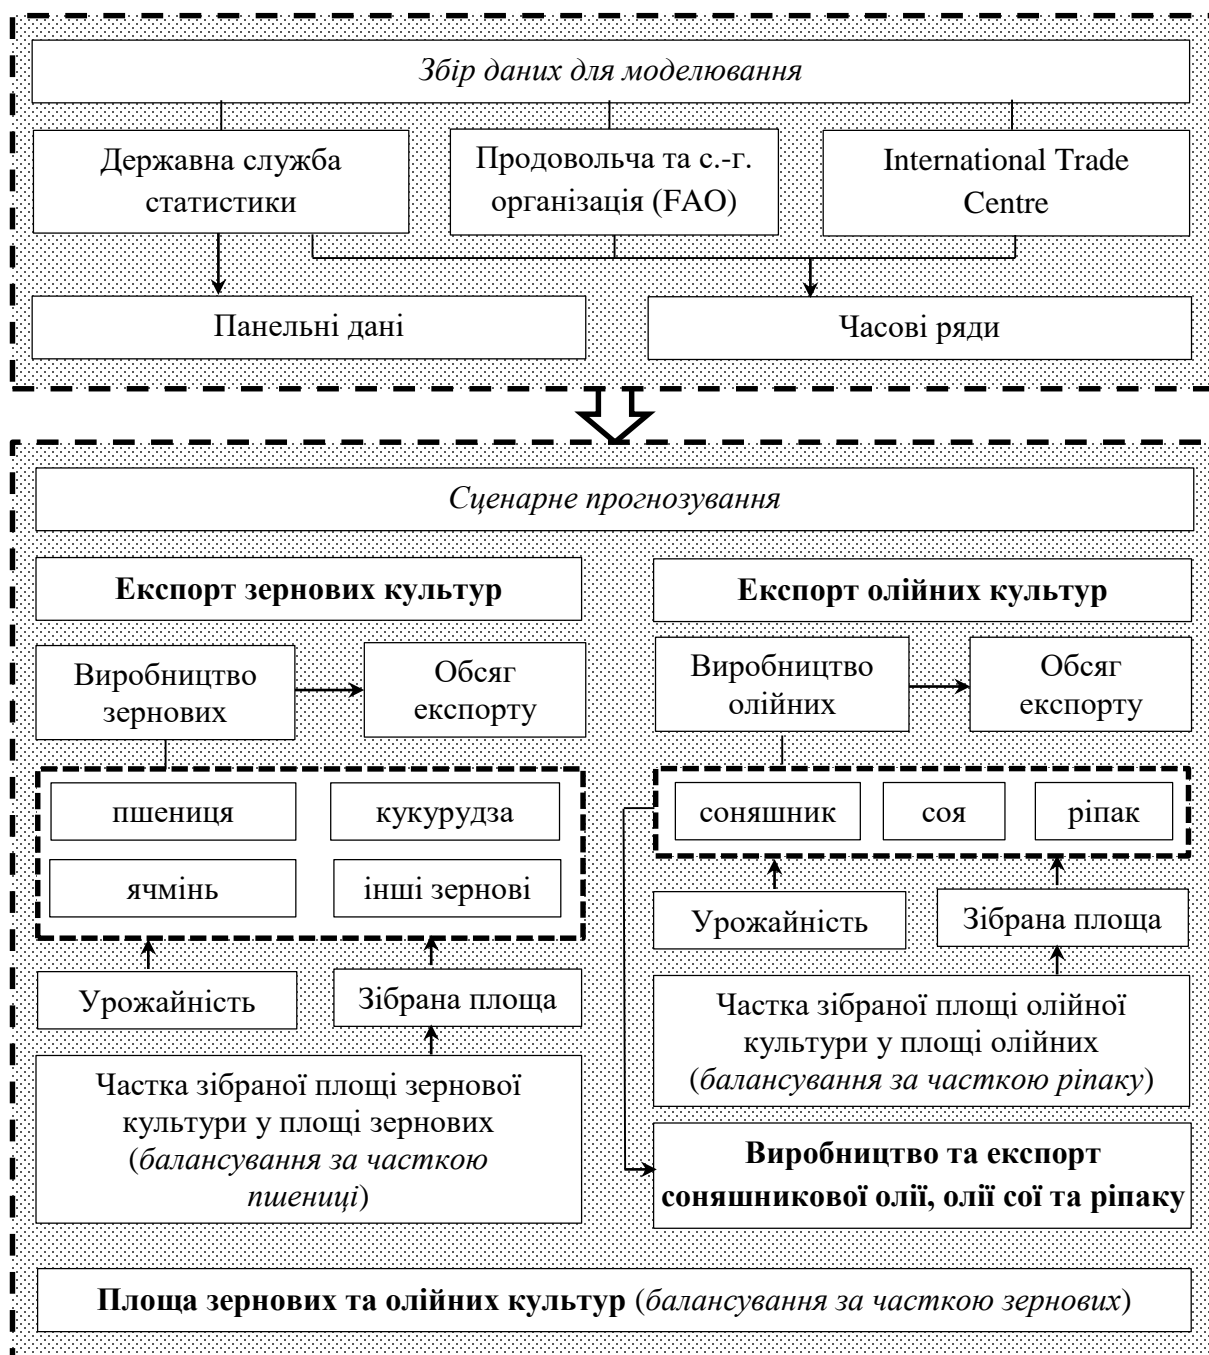 Збір даних для моделювання
Державна служба
статистики
Продовольча та с.-г.
організація (FAO)
International Trade
Centre
Панельні дані
Часові ряди
Сценарне прогнозування
Експорт зернових культур
Експорт олійних культур
Виробництво
зернових
Обсяг
експорту
Виробництво
олійних
Обсяг
експорту
пшениця
кукурудза
ячмінь
інші зернові
соняшник
соя
ріпак
Урожайність
Зібрана площа
Урожайність
Зібрана площа
Частка зібраної площі зернової
культури у площі зернових
(балансування за часткою
пшениці)
Частка зібраної площі олійної
культури у площі олійних
(балансування за часткою ріпаку)
Виробництво та експорт
соняшникової олії, олії сої та ріпаку
Площа зернових та олійних культур (балансування за часткою зернових)